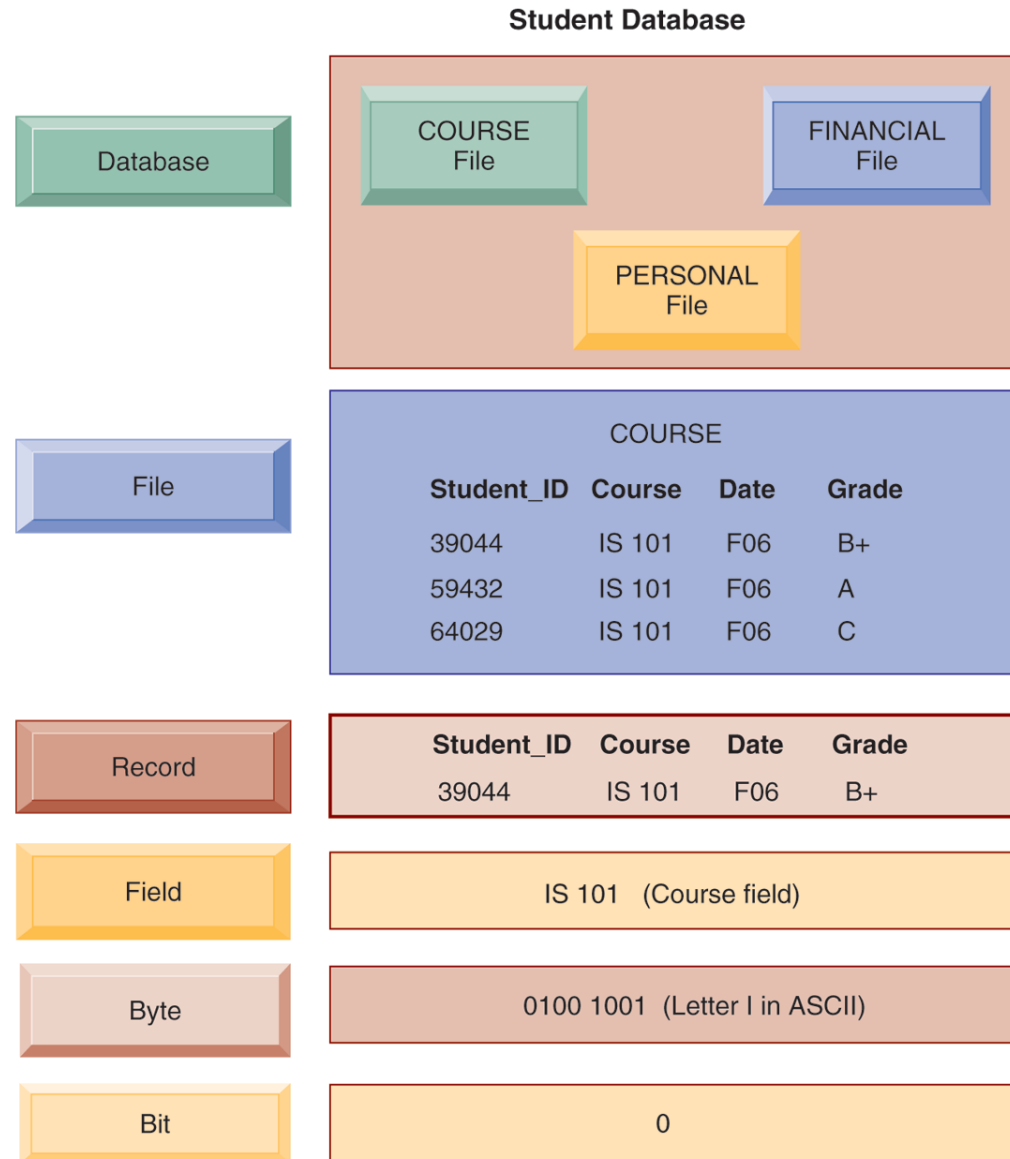 Student Database
Database
COURSE
File
FINANCIAL
File
PERSONAL
File
File
COURSE
Student_ID Course Date Grade
39044 IS 101 F06 B+
59432 IS 101 F06 A
64029 IS 101 F06 C
Record
Student_ID Course Date Grade
39044 IS 101 F06 B+
Field
IS 101 (Course field)
Byte
0100 1001 (Letter I in ASCII)
Bit
0